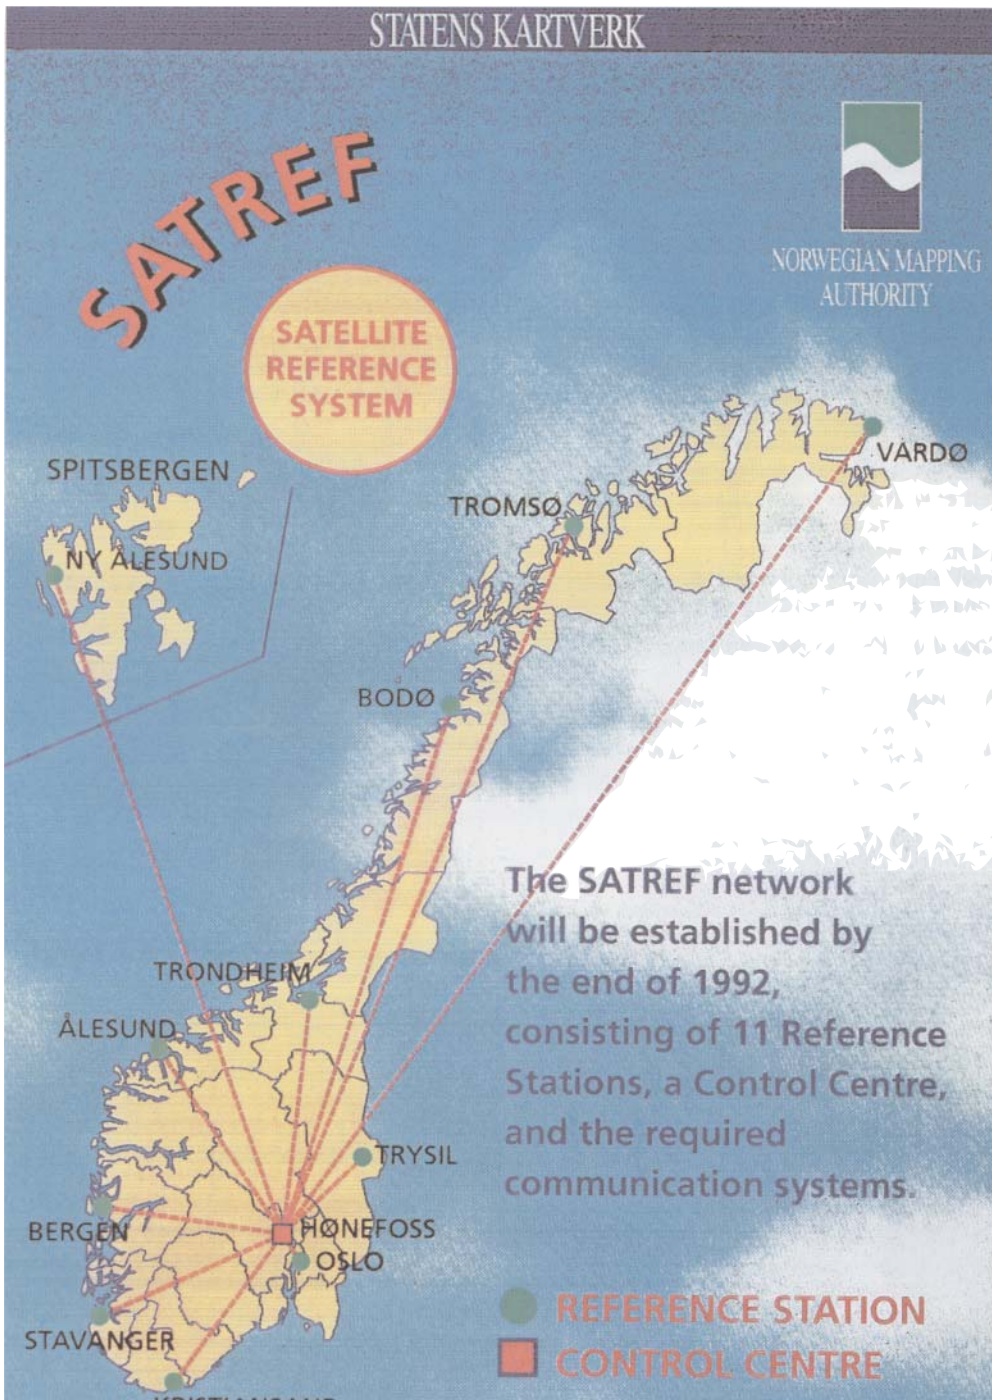 STATENS KARTVERK
SATREF
NORWEGIAN MAPPING
AUTHORITY
SATELLITE
REFERENCE
SYSTEM
SPITSBERGEN
NY ÅLESUND
TROMSØ
VARDØ
BODØ
The SATREF network
will be established by
the end of 1992,
consisting of 11 Reference
Stations, a Control Centre,
and the required
communication systems.
TRONDHEIM
ÅLESUND
TRYSIL
BERGEN
HØNEFOSS
OSLO
STAVANGER
KRISTIANSAND
REFERENCE STATION
CONTROL CENTRE